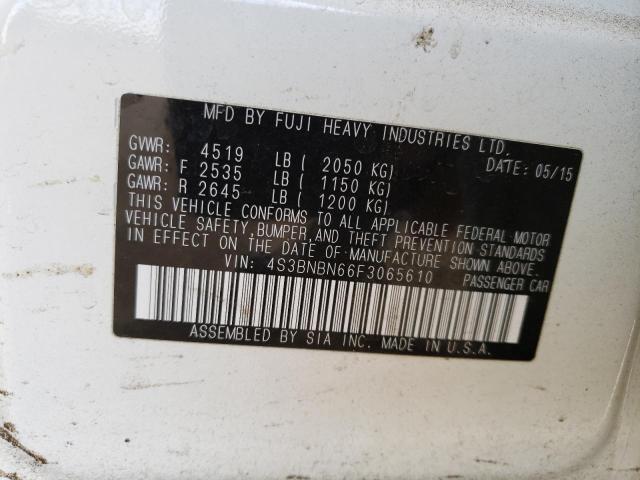 MFD BY FUJI HEAVY INDUSTRIES LTD.
GVWR: 4519 LB ( 2050 KG) DATE: 05/15
GAWR: F 2535 LB ( 1150 KG)
GAWR: R 2645 LB ( 1200 KG)
THIS VEHICLE CONFORMS TO ALL APPLICABLE FEDERAL MOTOR
VEHICLE SAFETY, BUMPER, AND THEFT PREVENTION STANDARDS
IN EFFECT ON THE DATE OF MANUFACTURE SHOWN ABOVE.
VIN: 4S3BNBN66F3065610 PASSENGER CAR
ASSEMBLED BY SIA INC. MADE IN U.S.A.